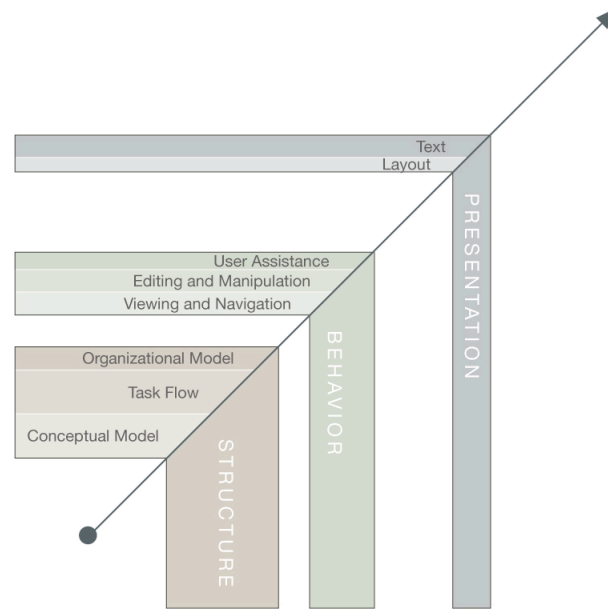 Text
Layout
PRESENTATION
User Assistance
Editing and Manipulation
Viewing and Navigation
BEHAVIOR
Organizational Model
Task Flow
Conceptual Model
STRUCTURE